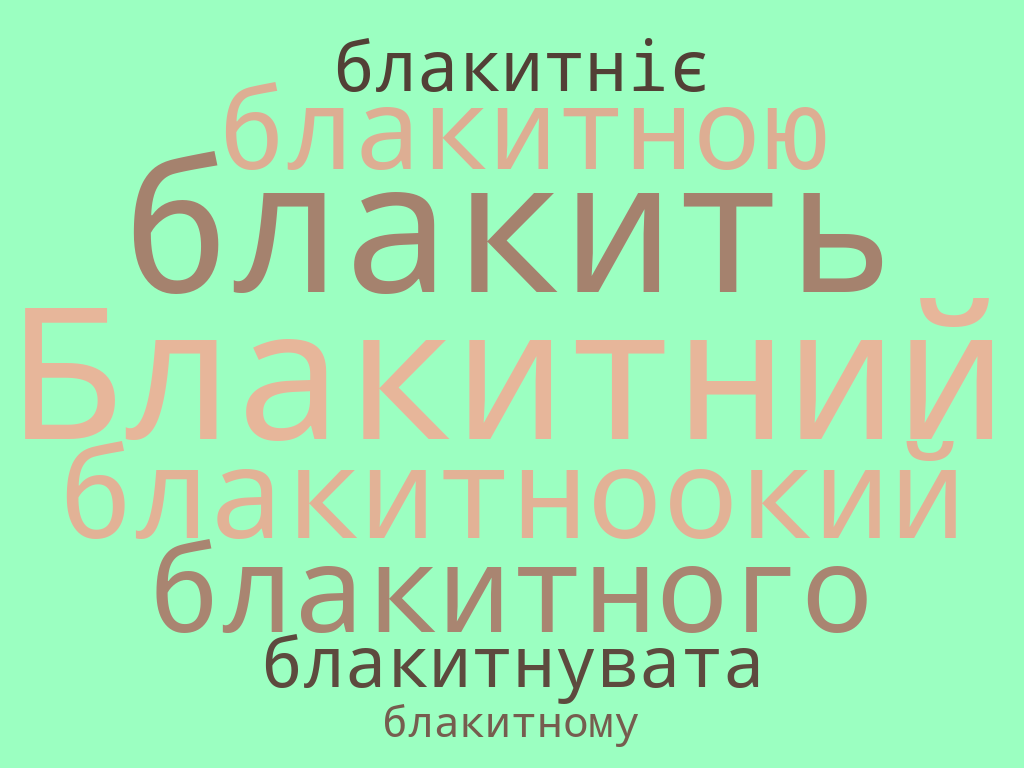 блакитніє
блакитною
блакить
Блакитний
блакитноокий
блакитного
блакитнувата
блакитному